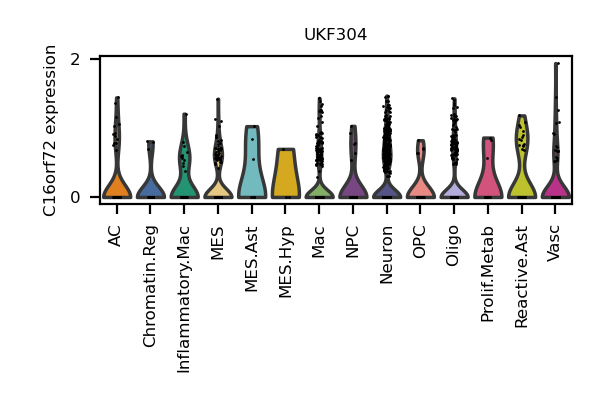 UKF304
C16orf72 expression
2
0
AC
Chromatin.Reg
Inflammatory.Mac
MES
MES.Ast
MES.Hyp
Mac
NPC
Neuron
OPC
Oligo
Prolif.Metab
Reactive.Ast
Vasc